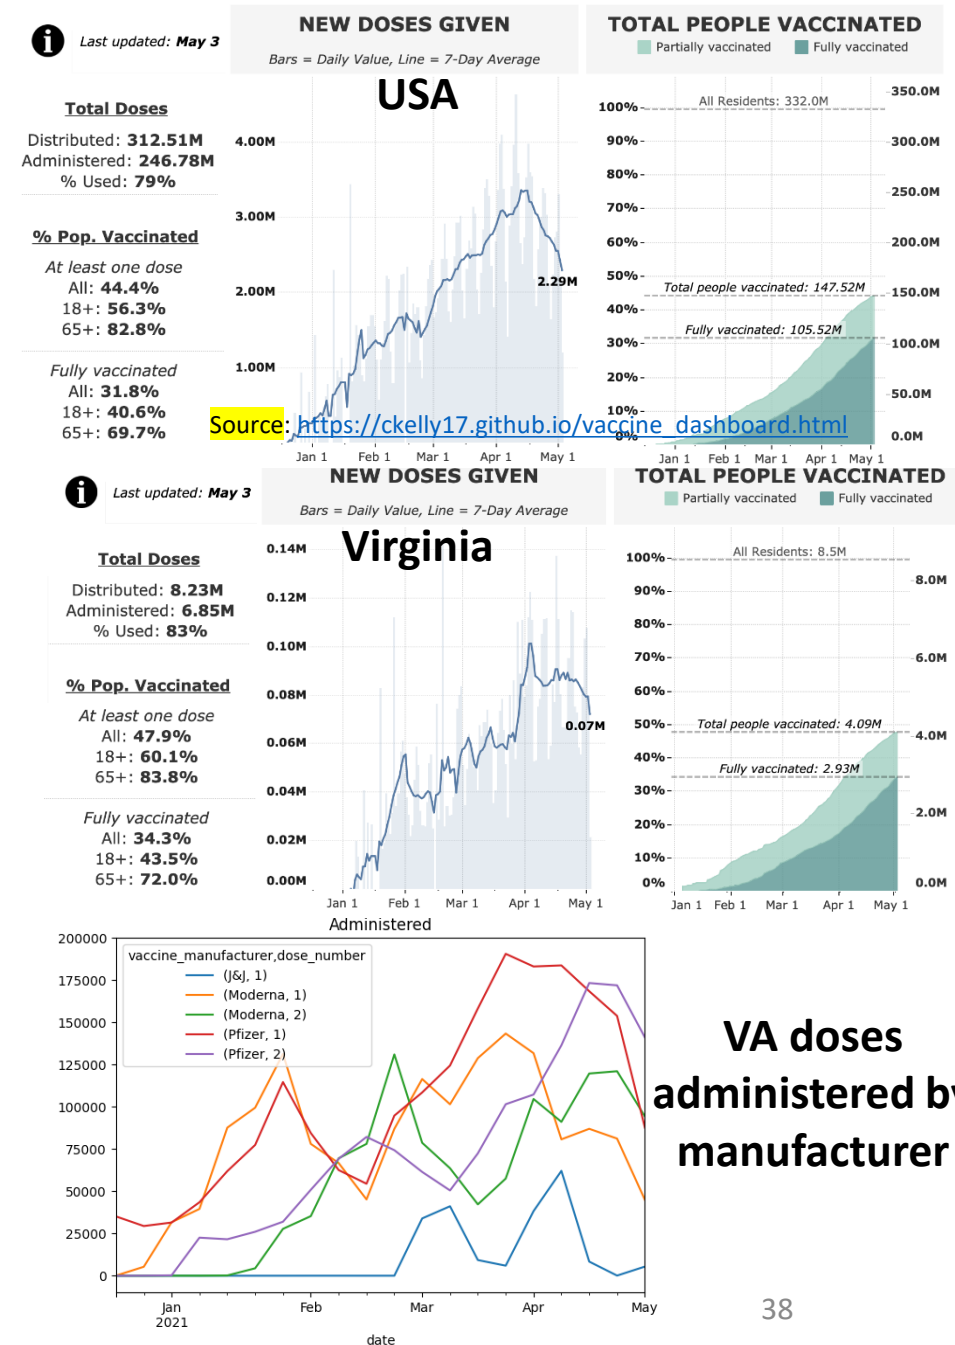 Last updated: May 3
NEW DOSES GIVEN
Bars = Daily Value, Line = 7-Day Average
TOTAL PEOPLE VACCINATED
Partially vaccinated
Fully vaccinated
USA
Total Doses
Distributed: 312.51M
Administered: 246.78M
% Used: 79%
% Pop. Vaccinated
At least one dose
All: 44.4%
18+: 56.3%
65+: 82.8%
Fully vaccinated
All: 31.8%
18+: 40.6%
65+: 69.7%
4.00M
3.00M
2.00M
1.00M
2.29M
Jan 1
Feb 1
Mar 1
Apr 1
May 1
100%
90%
80%
70%
60%
50%
40%
30%
20%
10%
0%
All Residents: 332.0M
Total people vaccinated: 147.52M
Fully vaccinated: 105.52M
350.0M
300.0M
250.0M
200.0M
150.0M
100.0M
50.0M
0.0M
Jan 1
Feb 1
Mar 1
Apr 1
May 1
Source: https://ckelly17.github.io/vaccine_dashboard.html
Last updated: May 3
NEW DOSES GIVEN
Bars = Daily Value, Line = 7-Day Average
TOTAL PEOPLE VACCINATED
Partially vaccinated
Fully vaccinated
Virginia
Total Doses
Distributed: 8.23M
Administered: 6.85M
% Used: 83%
% Pop. Vaccinated
At least one dose
All: 47.9%
18+: 60.1%
65+: 83.8%
Fully vaccinated
All: 34.3%
18+: 43.5%
65+: 72.0%
0.14M
0.12M
0.10M
0.08M
0.06M
0.04M
0.02M
0.00M
0.07M
Jan 1
Feb 1
Mar 1
Apr 1
May 1
100%
90%
80%
70%
60%
50%
40%
30%
20%
10%
0%
All Residents: 8.5M
Total people vaccinated: 4.09M
Fully vaccinated: 2.93M
8.0M
6.0M
4.0M
2.0M
0.0M
Jan 1
Feb 1
Mar 1
Apr 1
May 1
Administered
200000
175000
150000
125000
100000
75000
50000
25000
0
vaccine_manufacturer,dose_number
(J&J, 1)
(Moderna, 1)
(Moderna, 2)
(Pfizer, 1)
(Pfizer, 2)
Jan
2021
Feb
Mar
Apr
May
date
VA doses
administered by
manufacturer
38